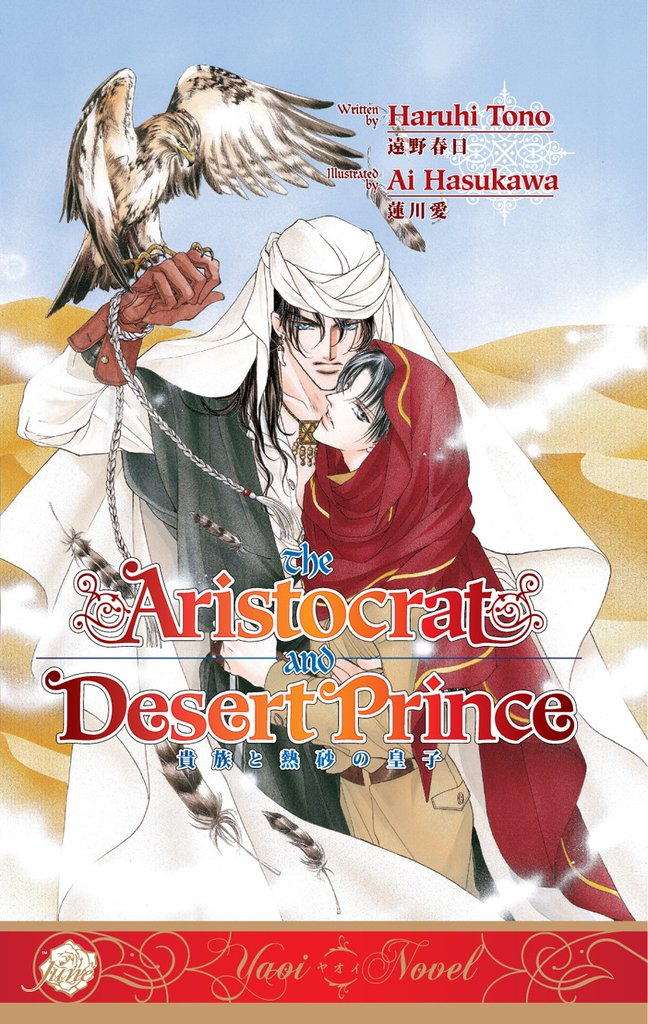 Written by Haruhi Tono
遠野春日
Illustrated by Ai Hasukawa
蓮川愛
The
Aristocrat
and
Desert Prince
貴族と熱砂の皇子
Juné
Yaoi ヤオイ Novel